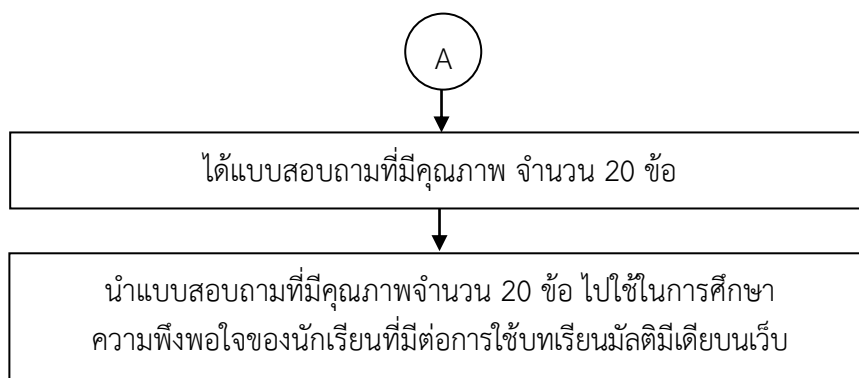 A
ได้แบบสอบถามที่มีคุณภาพ จำนวน 20 ข้อ
นำแบบสอบถามที่มีคุณภาพจำนวน 20 ข้อ ไปใช้ในการศึกษา
ความพึงพอใจของนักเรียนที่มีต่อการใช้บทเรียนมัลติมีเดียบนเว็บ